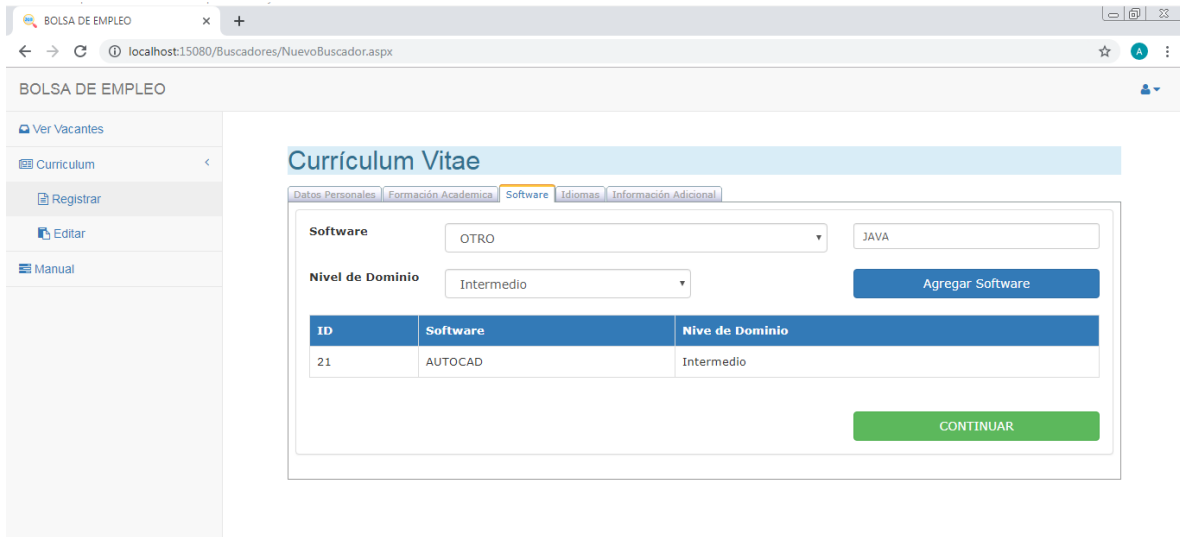 BOLSA DE EMPLEO
localhost:15080/Buscadores/NuevoBuscador.aspx
A
BOLSA DE EMPLEO
Ver Vacantes
Curriculum
Registrar
Editar
Manual
Currículum Vitae
Datos Personales Formación Academica Software Idiomas Información Adicional
Software OTRO JAVA
Nivel de Dominio Intermedio Agregar Software
ID Software Nive de Dominio
21 AUTOCAD Intermedio
CONTINUAR